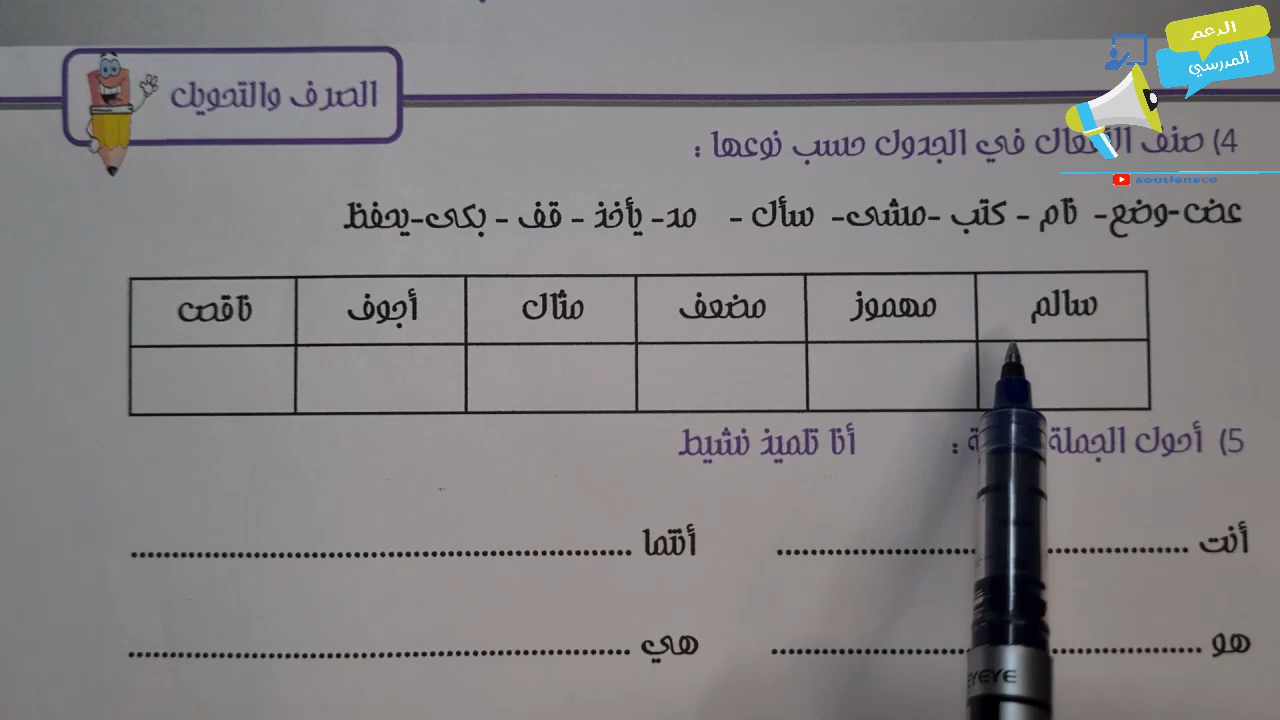 الدعم
المدرسي
soutiensco
الصرف والتحويل
4) صنف الأفعال في الجدول حسب نوعها :
عض-وضع- نام - كتب -مشى- سأل - مد- يأخذ - قف - بكى-يحفظ
سالم مهموز مضعف مثال أجوف ناقص
5) أحول الجملة : أنا تلميذ نشيط
أنت .................... أنتما ....................
هو .................... هي ....................